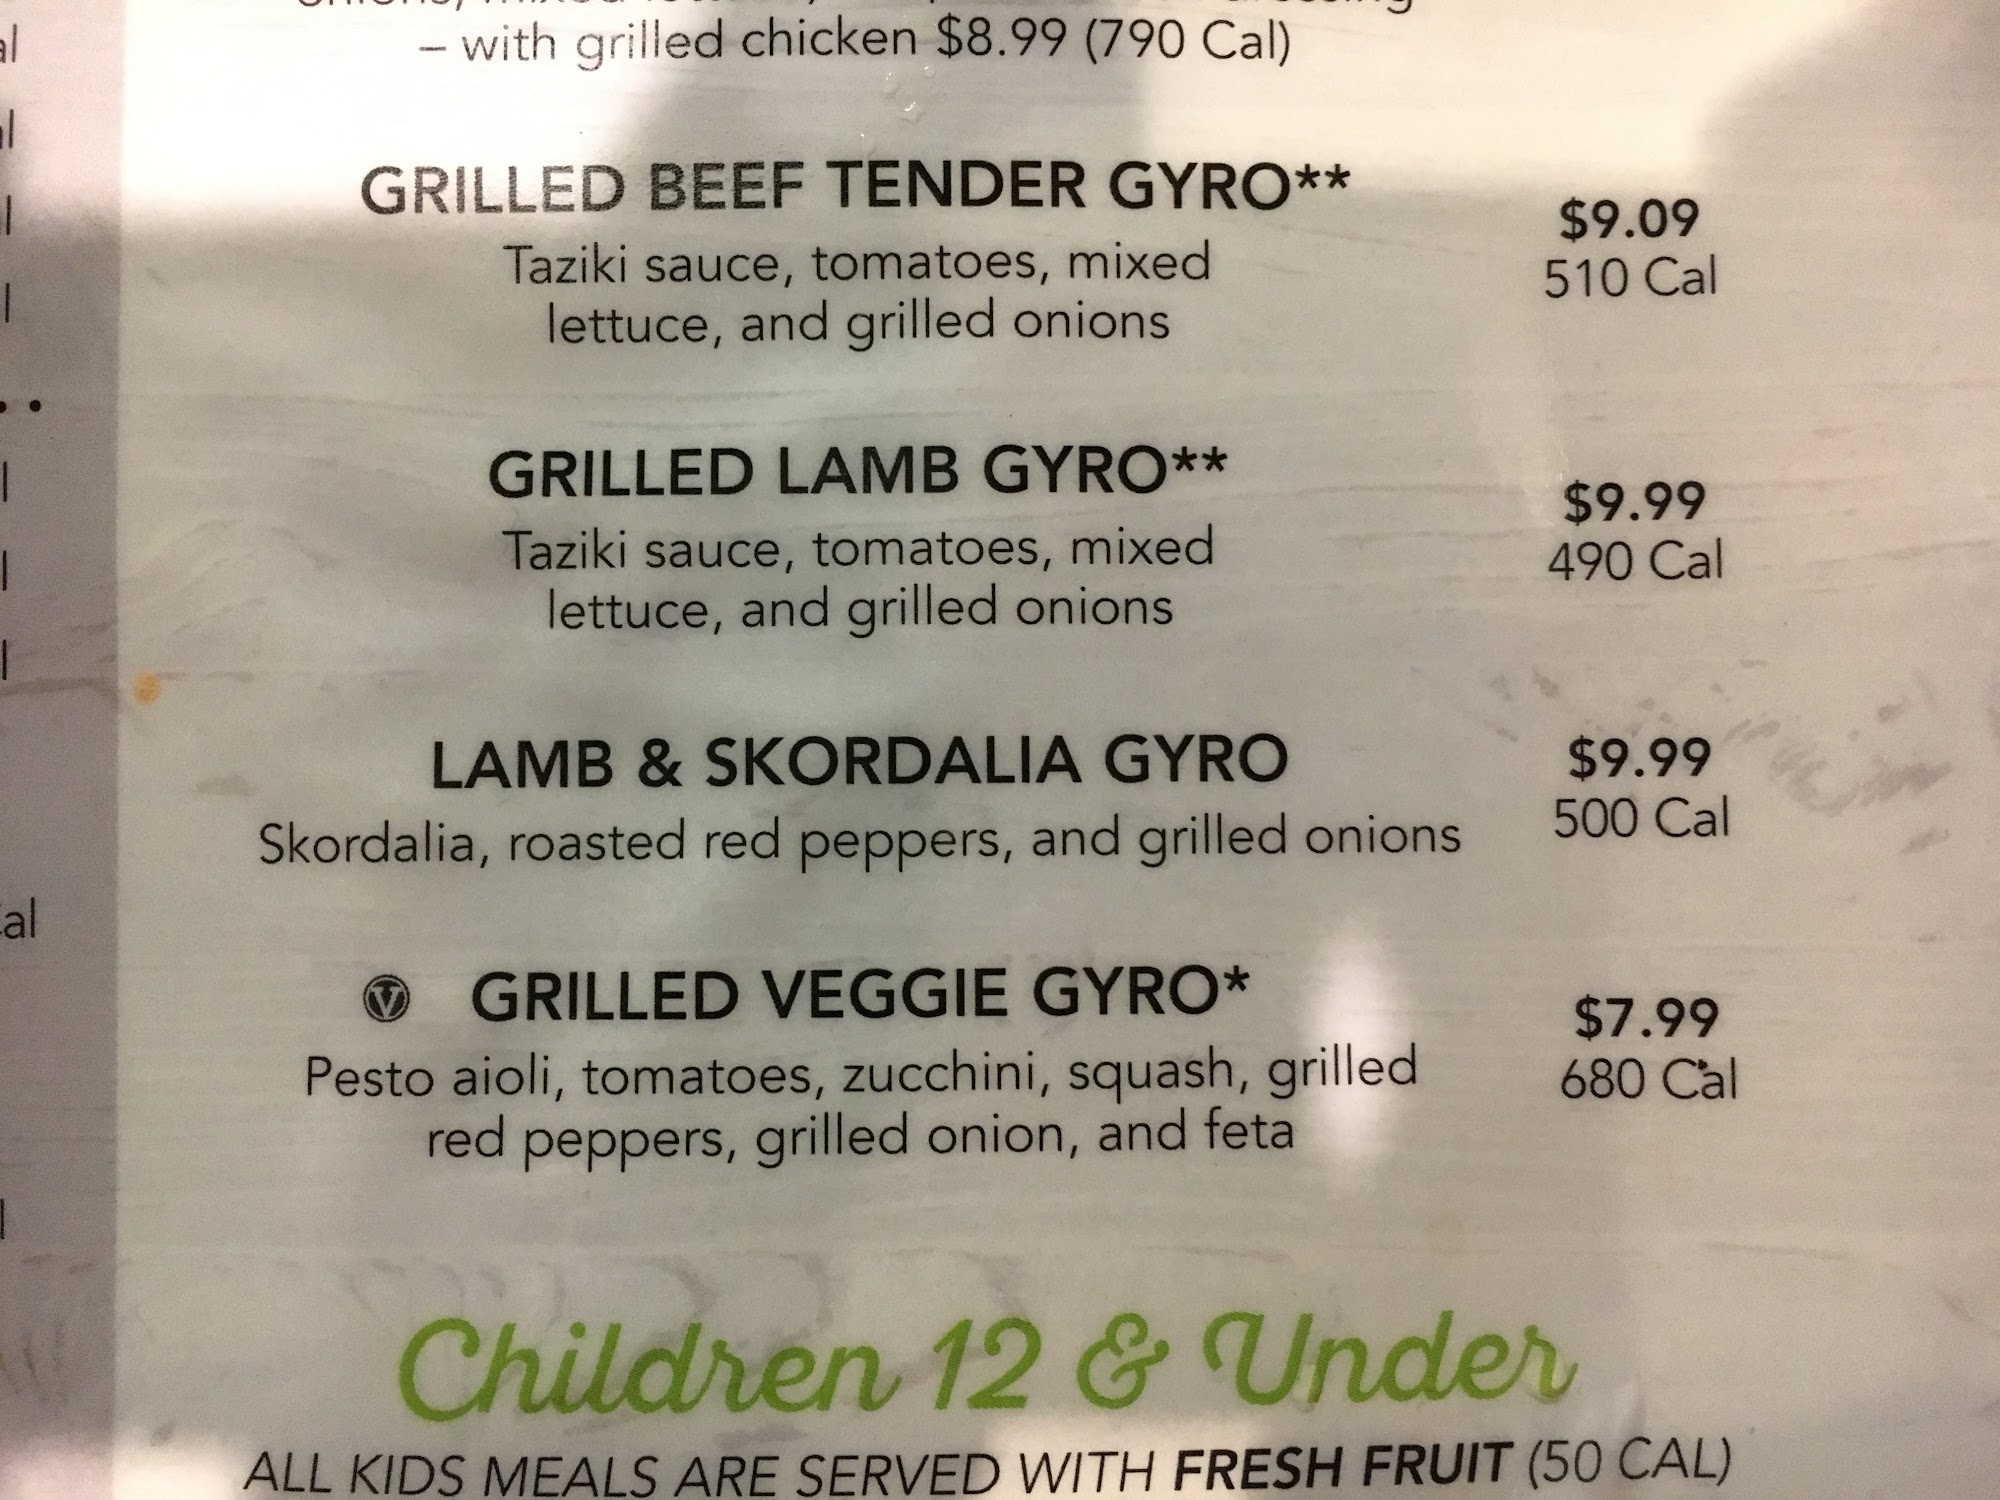 – with grilled chicken $8.99 (790 Cal)
GRILLED BEEF TENDER GYRO** $9.09
Taziki sauce, tomatoes, mixed 510 Cal
lettuce, and grilled onions
GRILLED LAMB GYRO** $9.99
Taziki sauce, tomatoes, mixed 490 Cal
lettuce, and grilled onions
LAMB & SKORDALIA GYRO $9.99
Skordalia, roasted red peppers, and grilled onions 500 Cal
V GRILLED VEGGIE GYRO* $7.99
Pesto aioli, tomatoes, zucchini, squash, grilled 680 Cal
red peppers, grilled onion, and feta
Children 12 & Under
ALL KIDS MEALS ARE SERVED WITH FRESH FRUIT (50 CAL)